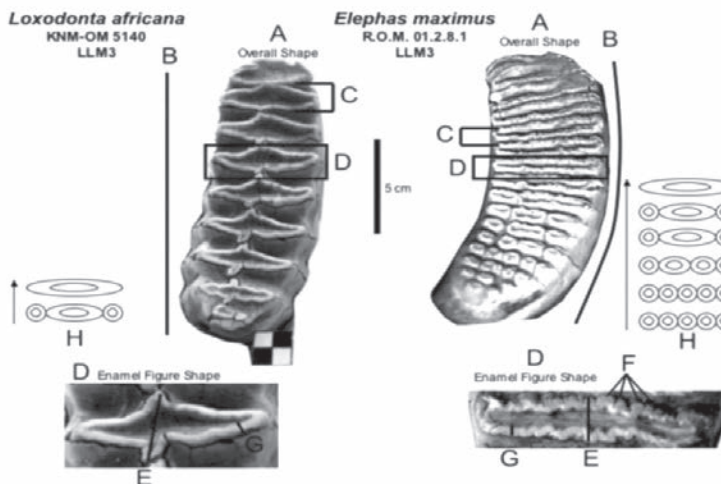 Loxodonta africana
KNM-OM 5140
LLM3
A
Overall Shape
B
C
D
5 cm
H
D Enamel Figure Shape
E
G
Elephas maximus
R.O.M. 01.2.8.1
LLM3
A
Overall Shape
B
C
D
H
D
Enamel Figure Shape
F
G
E